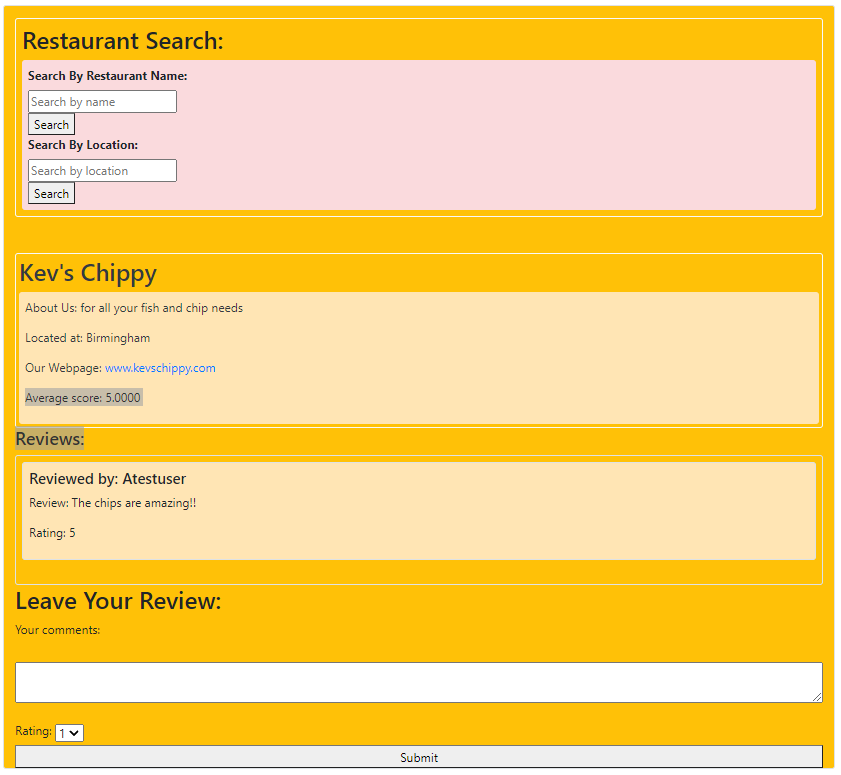 Restaurant Search:
Search By Restaurant Name:
Search by name
Search
Search By Location:
Search by location
Search
Kev's Chippy
About Us: for all your fish and chip needs
Located at: Birmingham
Our Webpage: www.kevschippy.com
Average score: 5.0000
Reviews:
Reviewed by: Atestuser
Review: The chips are amazing!!
Rating: 5
Leave Your Review:
Your comments:
Rating: 1
Submit